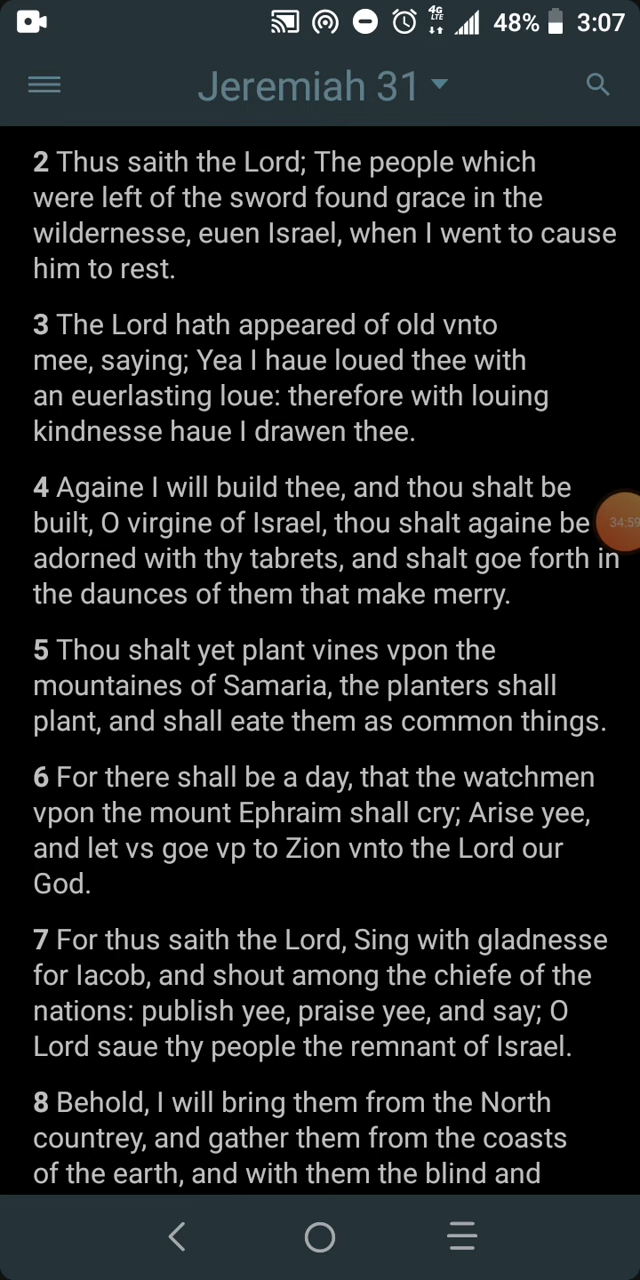 4G
LTE
48%
3:07
Jeremiah 31
2 Thus saith the Lord; The people which
were left of the sword found grace in the
wildernesse, euen Israel, when I went to cause
him to rest.
3 The Lord hath appeared of old vnto
mee, saying; Yea I haue loued thee with
an euerlasting loue: therefore with louing
kindnesse haue I drawen thee.
4 Againe I will build thee, and thou shalt be
built, O virgine of Israel, thou shalt againe be
34:59
adorned with thy tabrets, and shalt goe forth in
the daunces of them that make merry.
5 Thou shalt yet plant vines vpon the
mountaines of Samaria, the planters shall
plant, and shall eate them as common things.
6 For there shall be a day, that the watchmen
vpon the mount Ephraim shall cry; Arise yee,
and let vs goe vp to Zion vnto the Lord our
God.
7 For thus saith the Lord, Sing with gladnesse
for Iacob, and shout among the chiefe of the
nations: publish yee, praise yee, and say; O
Lord saue thy people the remnant of Israel.
8 Behold, I will bring them from the North
countrey, and gather them from the coasts
of the earth, and with them the blind and